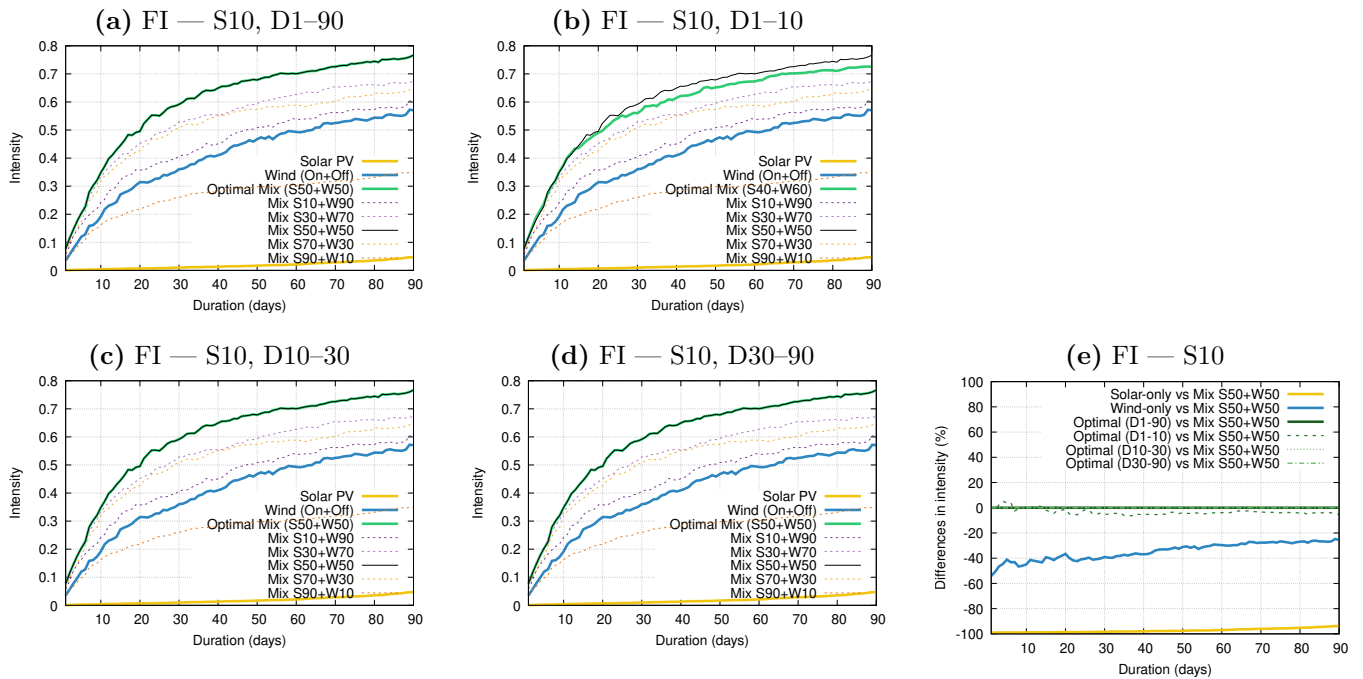 (a) FI — S10, D1–90
0.8
0.7
0.6
0.5
0.4
0.3
0.2
0.1
0
Intensity
Solar PV
Wind (On+Off)
Optimal Mix (S50+W50)
Mix S10+W90
Mix S30+W70
Mix S50+W50
Mix S70+W30
Mix S90+W10
10 20 30 40 50 60 70 80 90
Duration (days)
(b) FI — S10, D1–10
0.8
0.7
0.6
0.5
0.4
0.3
0.2
0.1
0
Intensity
Solar PV
Wind (On+Off)
Optimal Mix (S40+W60)
Mix S10+W90
Mix S30+W70
Mix S50+W50
Mix S70+W30
Mix S90+W10
10 20 30 40 50 60 70 80 90
Duration (days)
(c) FI — S10, D10–30
0.8
0.7
0.6
0.5
0.4
0.3
0.2
0.1
0
Intensity
Solar PV
Wind (On+Off)
Optimal Mix (S50+W50)
Mix S10+W90
Mix S30+W70
Mix S50+W50
Mix S70+W30
Mix S90+W10
10 20 30 40 50 60 70 80 90
Duration (days)
(d) FI — S10, D30–90
0.8
0.7
0.6
0.5
0.4
0.3
0.2
0.1
0
Intensity
Solar PV
Wind (On+Off)
Optimal Mix (S50+W50)
Mix S10+W90
Mix S30+W70
Mix S50+W50
Mix S70+W30
Mix S90+W10
10 20 30 40 50 60 70 80 90
Duration (days)
(e) FI — S10
100
80
60
40
20
0
-20
-40
-60
-80
-100
Differences in intensity (%)
Solar-only vs Mix S50+W50
Wind-only vs Mix S50+W50
Optimal (D1-90) vs Mix S50+W50
Optimal (D1-10) vs Mix S50+W50
Optimal (D10-30) vs Mix S50+W50
Optimal (D30-90) vs Mix S50+W50
10 20 30 40 50 60 70 80 90
Duration (days)